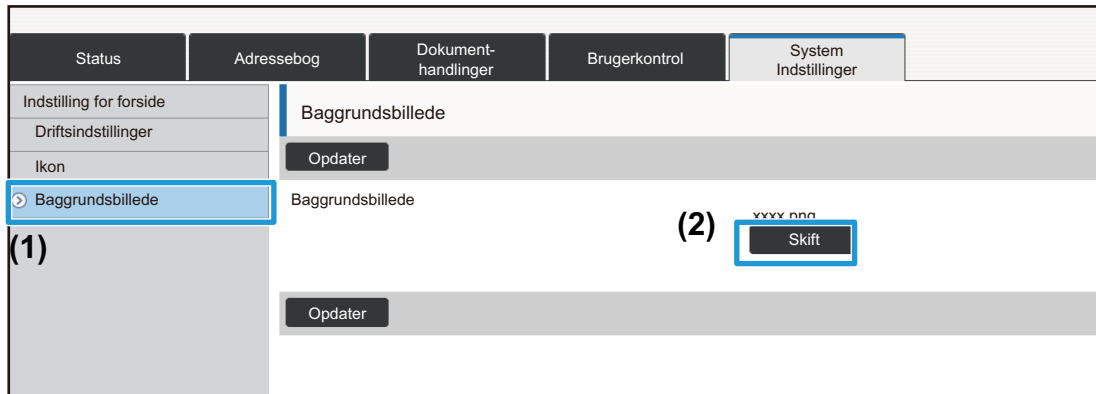 Status
Adressebog
Dokument-
handlinger
Brugerkontrol
System
Indstillinger
Indstilling for forside
Driftsindstillinger
Ikon
Baggrundsbillede
(1)
Baggrundsbillede
Opdater
Baggrundsbillede
xxxx.png
(2)
Skift
Opdater